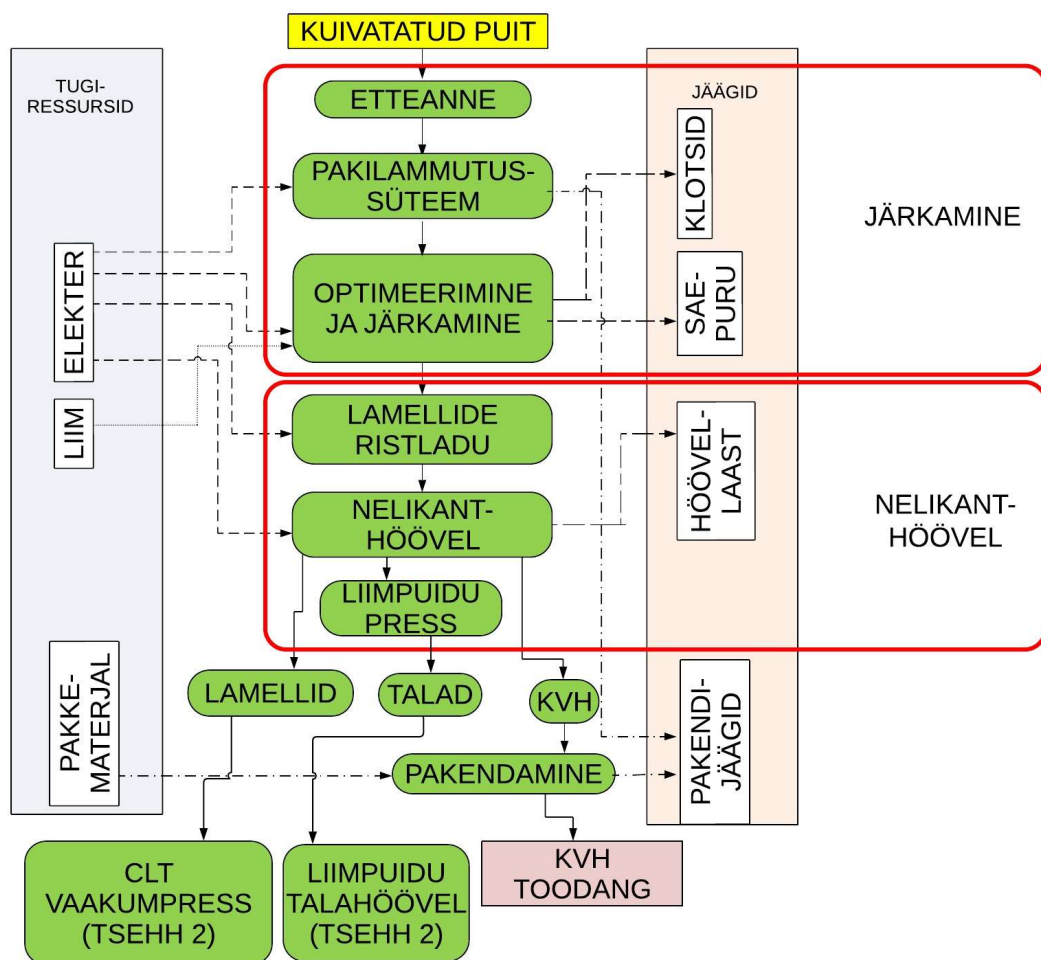 KUIVATATUD PUIT
TUGI-
RESSURSID
JÄÄGID
ETTEANNE
PAKILAMMUTUS-
SÜTEEM
KLOTSID
JÄRKAMINE
ELEKTER
OPTIMEERIMINE
JA JÄRKAMINE
SAE-
PURU
LIIM
LAMELLIDE
RISTLADU
HÖÖVEL-
LAAST
NELIKANT-
HÖÖVEL
NELIKANT-
HÖÖVEL
LIIMPUIDU
PRESS
PAKKE-
MATERJAL
LAMELLID
TALAD
KVH
PAKENDI-
JÄÄGID
PAKENDAMINE
CLT
VAAKUMPRESS
(TSEHH 2)
LIIMPUIDU
TALAHÖÖVEL
(TSEHH 2)
KVH
TOODANG